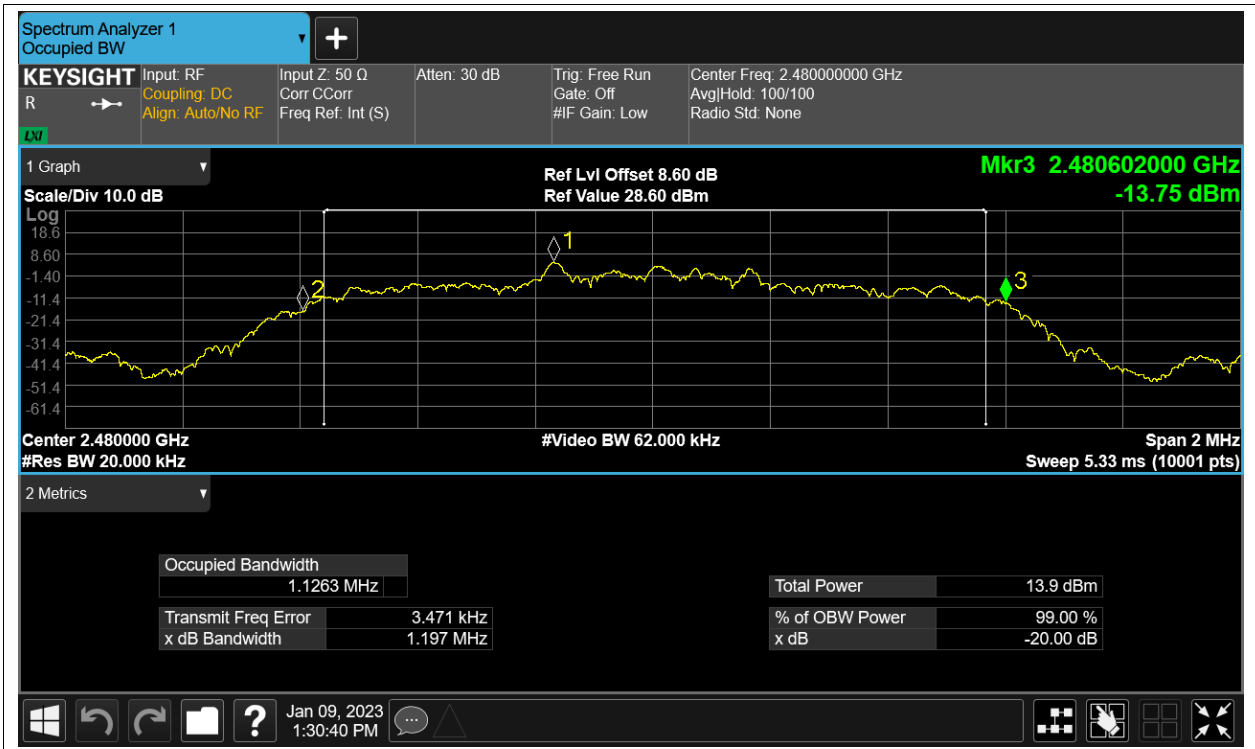 Spectrum Analyzer 1
Occupied BW
KEYSIGHT
R
LXI
Input: RF
Coupling: DC
Align: Auto/No RF
Input Z: 50 Ω
Corr CCorr
Freq Ref: Int (S)
Atten: 30 dB
Trig: Free Run
Gate: Off
#IF Gain: Low
Center Freq: 2.480000000 GHz
Avg|Hold: 100/100
Radio Std: None
1 Graph
Scale/Div 10.0 dB
Ref Lvl Offset 8.60 dB
Ref Value 28.60 dBm
Mkr3 2.480602000 GHz
-13.75 dBm
Log
18.6
8.60
-1.40
-11.4
-21.4
-31.4
-41.4
-51.4
-61.4
1
2
3
Center 2.480000 GHz
#Res BW 20.000 kHz
#Video BW 62.000 kHz
Span 2 MHz
Sweep 5.33 ms (10001 pts)
2 Metrics
Occupied Bandwidth
1.1263 MHz
Transmit Freq Error 3.471 kHz
x dB Bandwidth 1.197 MHz
Total Power 13.9 dBm
% of OBW Power 99.00 %
x dB -20.00 dB
?
Jan 09, 2023
1:30:40 PM